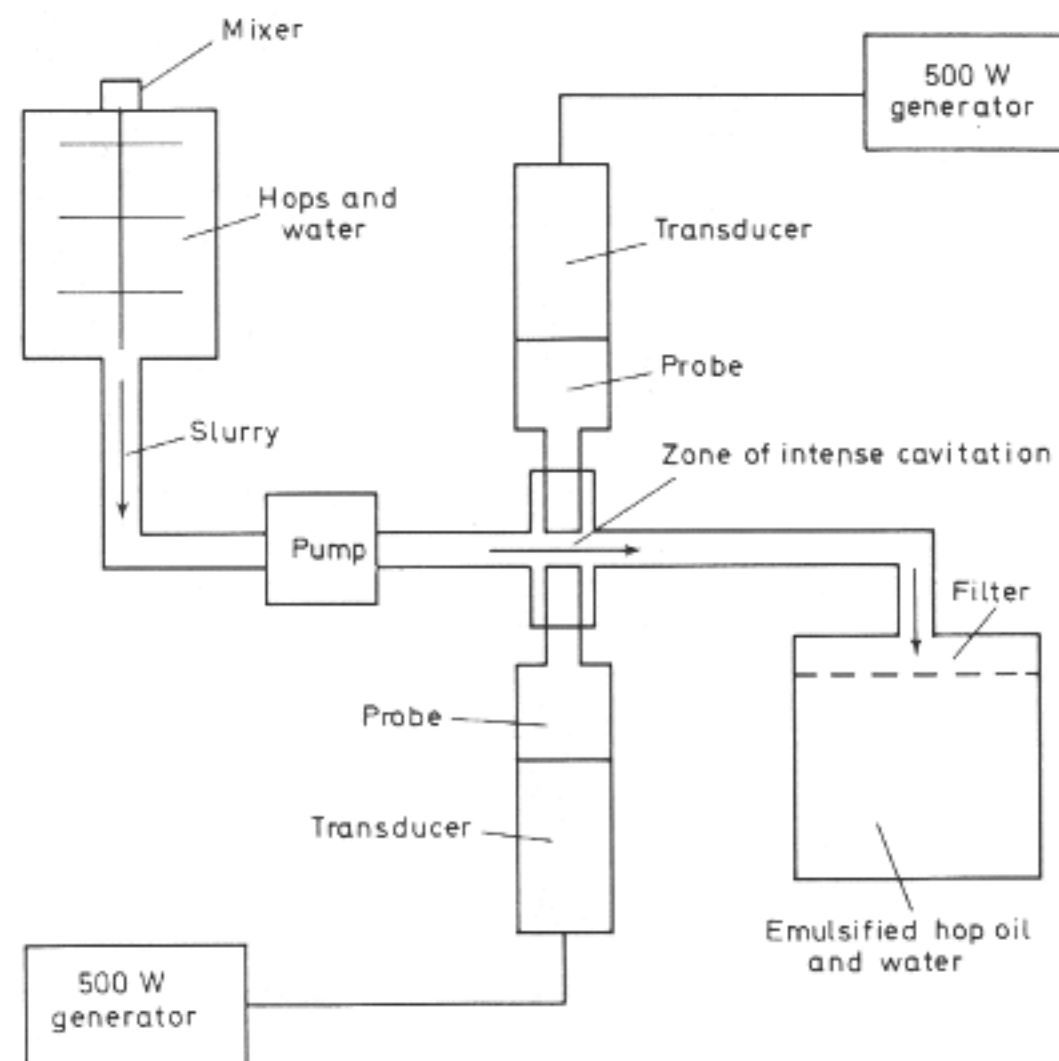 Mixer
500 W
generator
Hops and
water
Transducer
Probe
Slurry
Zone of intense cavitation
Pump
Filter
Probe
Transducer
Emulsified hop oil
and water
500 W
generator